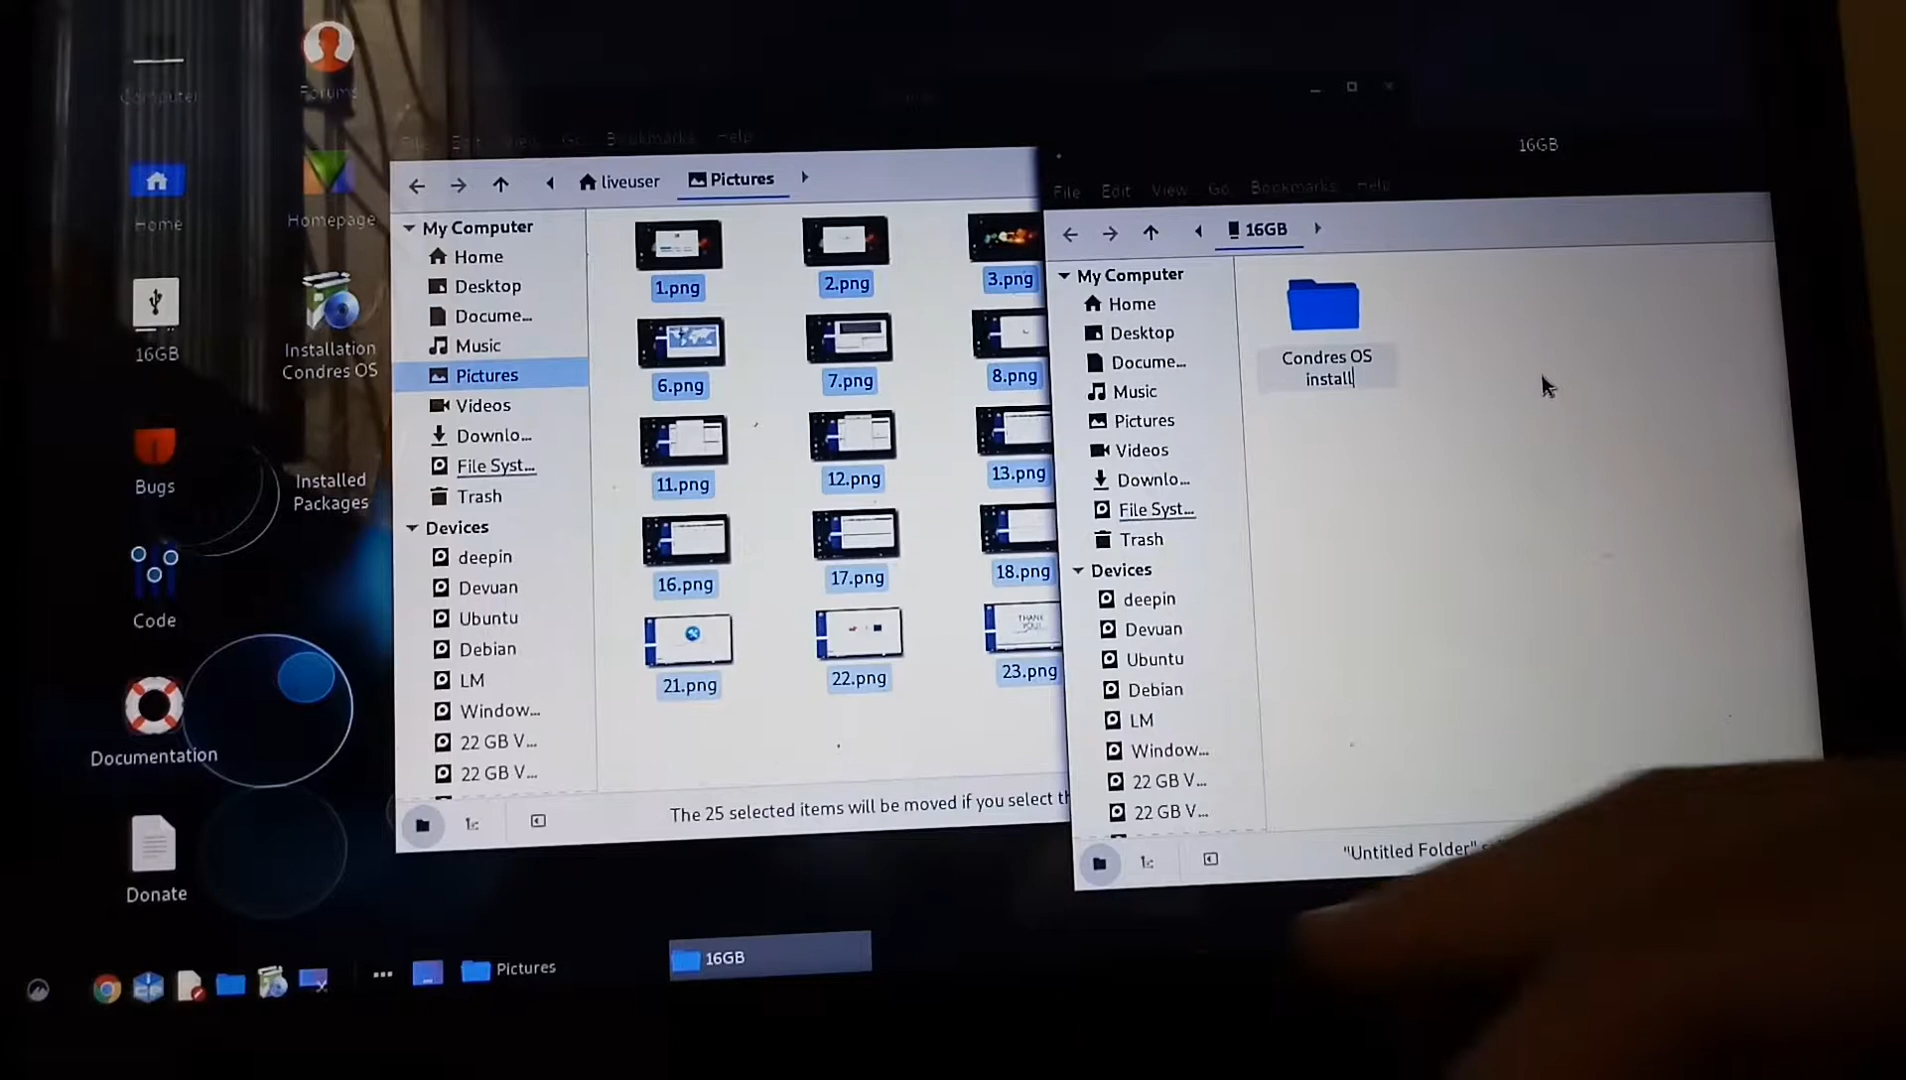 Computer
Forums
Home
Homepage
16GB
Installation
Condres OS
Bugs
Installed
Packages
Code
Documentation
Donate
Edit
Go
Bookmarks
Help
liveuser
Pictures
My Computer
Home
Desktop
Docume...
Music
Pictures
Videos
Downlo...
File Syst...
Trash
Devices
deepin
Devuan
Ubuntu
Debian
LM
Window...
22 GB V...
22 GB V...
1.png
2.png
3.png
6.png
7.png
8.png
11.png
12.png
13.png
16.png
17.png
18.png
21.png
22.png
THANK
YOU!
23.png
The 25 selected items will be moved if you select th
16GB
File Edit View Go Bookmarks Help
16GB
My Computer
Home
Desktop
Docume...
Music
Pictures
Videos
Downlo...
File Syst...
Trash
Devices
deepin
Devuan
Ubuntu
Debian
LM
Window...
22 GB V...
22 GB V...
Condres OS
install
"Untitled Folder"
Pictures
16GB